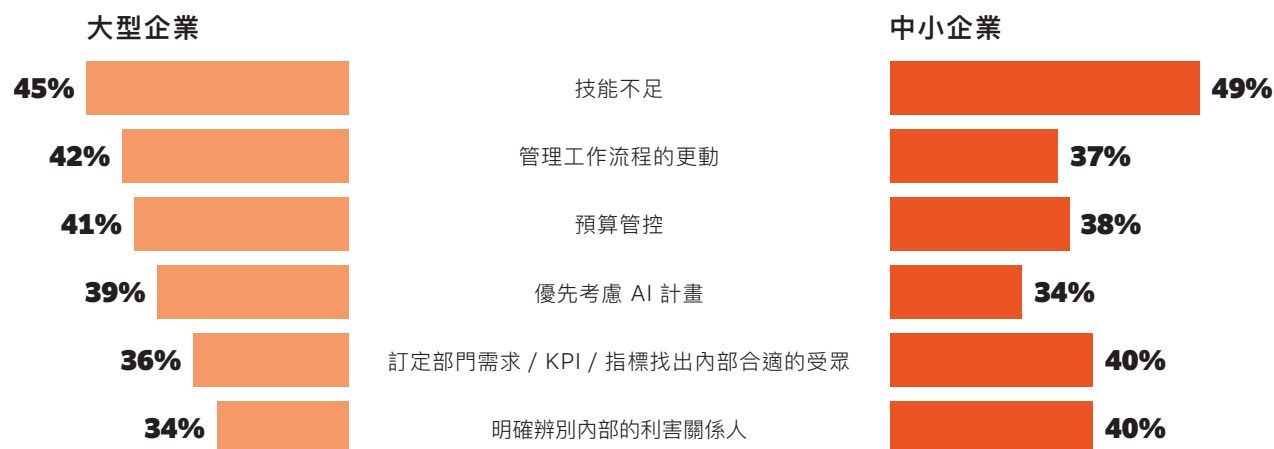 大型企業 中小企業
45% 技能不足 49%
42% 管理工作流程的更動 37%
41% 預算管控 38%
39% 優先考慮 AI 計畫 34%
36% 訂定部門需求 / KPI / 指標找出內部合適的受眾 40%
34% 明確辨別內部的利害關係人 40%